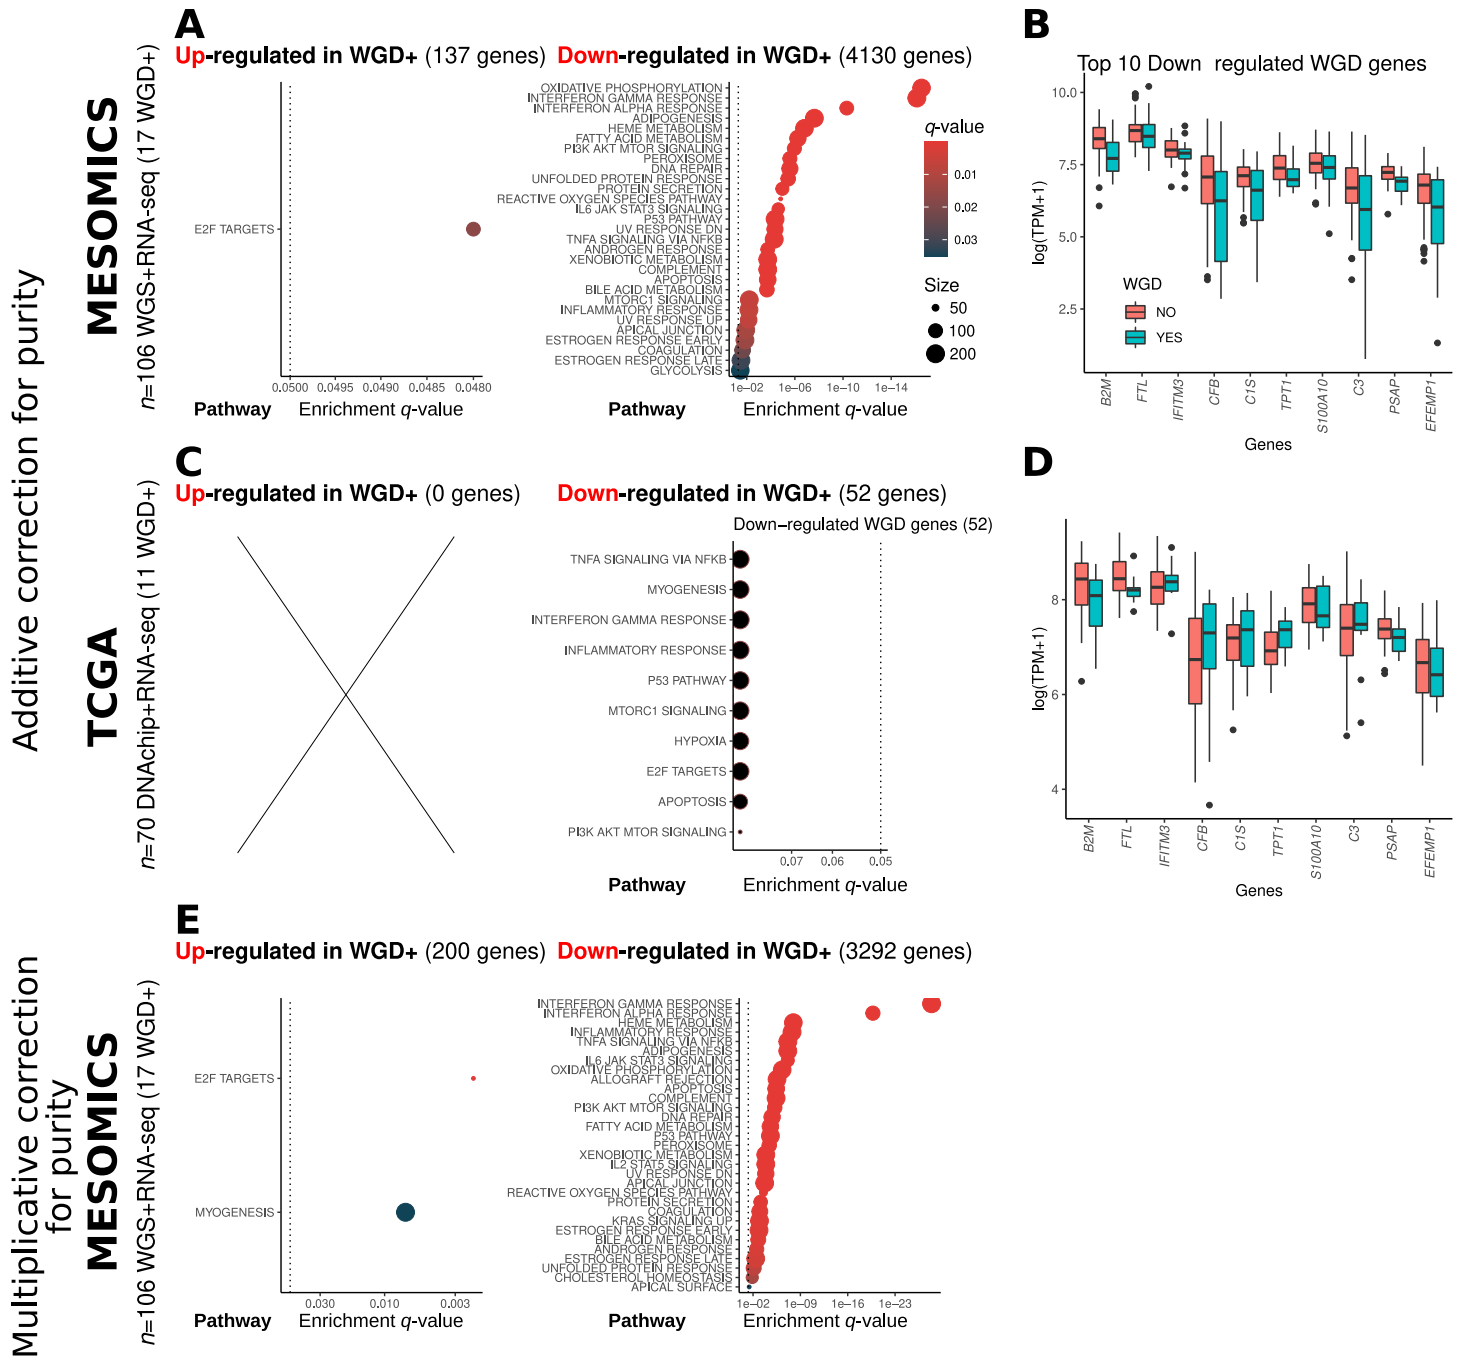 Additive correction for purity
Multiplicative correction
for purity
MESOMICS
n=106 WGS+RNA-seq (17 WGD+)
A
Up-regulated in WGD+ (137 genes)
Down-regulated in WGD+ (4130 genes)
E2F TARGETS
0.0500
0.0495
0.0490
0.0485
0.0480
Pathway
Enrichment q-value
OXIDATIVE PHOSPHORYLATION
INTERFERON GAMMA RESPONSE
INTERFERON ALPHA RESPONSE
ADIPOGENESIS
HEME METABOLISM
FATTY ACID METABOLISM
PI3K AKT MTOR SIGNALING
PEROXISOME
DNA REPAIR
UNFOLDED PROTEIN RESPONSE
PROTEIN SECRETION
REACTIVE OXYGEN SPECIES PATHWAY
IL6 JAK STAT3 SIGNALING
P53 PATHWAY
UV RESPONSE DN
TNFA SIGNALING VIA NFKB
ANDROGEN RESPONSE
XENOBIOTIC METABOLISM
COMPLEMENT
APOPTOSIS
BILE ACID METABOLISM
MTORC1 SIGNALING
INFLAMMATORY RESPONSE
UV RESPONSE UP
APICAL JUNCTION
ESTROGEN RESPONSE EARLY
COAGULATION
ESTROGEN RESPONSE LATE
GLYCOLYSIS
1e−02
1e−06
1e−10
1e−14
Pathway
Enrichment q-value
q-value
0.01
0.02
0.03
Size
50
100
200
B
Top 10 Down regulated WGD genes
log(TPM+1)
10.0
7.5
5.0
2.5
WGD
NO
YES
B2M
FTL
IFITM3
CFB
C1S
TPT1
S100A10
C3
PSAP
EFEMP1
Genes
TCGA
n=70 DNAchip+RNA-seq (11 WGD+)
C
Up-regulated in WGD+ (0 genes)
Down-regulated in WGD+ (52 genes)
Down−regulated WGD genes (52)
TNFA SIGNALING VIA NFKB
MYOGENESIS
INTERFERON GAMMA RESPONSE
INFLAMMATORY RESPONSE
P53 PATHWAY
MTORC1 SIGNALING
HYPOXIA
E2F TARGETS
APOPTOSIS
PI3K AKT MTOR SIGNALING
0.07
0.06
0.05
Pathway
Enrichment q-value
D
log(TPM+1)
8
6
4
B2M
FTL
IFITM3
CFB
C1S
TPT1
S100A10
C3
PSAP
EFEMP1
Genes
MESOMICS
n=106 WGS+RNA-seq (17 WGD+)
E
Up-regulated in WGD+ (200 genes)
Down-regulated in WGD+ (3292 genes)
E2F TARGETS
MYOGENESIS
0.030
0.010
0.003
Pathway
Enrichment q-value
INTERFERON GAMMA RESPONSE
INTERFERON ALPHA RESPONSE
HEME METABOLISM
INFLAMMATORY RESPONSE
TNFA SIGNALING VIA NFKB
ADIPOGENESIS
IL6 JAK STAT3 SIGNALING
OXIDATIVE PHOSPHORYLATION
ALLOGRAFT REJECTION
APOPTOSIS
COMPLEMENT
PI3K AKT MTOR SIGNALING
DNA REPAIR
FATTY ACID METABOLISM
P53 PATHWAY
PEROXISOME
XENOBIOTIC METABOLISM
IL2 STAT5 SIGNALING
UV RESPONSE DN
APICAL JUNCTION
REACTIVE OXYGEN SPECIES PATHWAY
PROTEIN SECRETION
COAGULATION
KRAS SIGNALING UP
ESTROGEN RESPONSE EARLY
BILE ACID METABOLISM
ANDROGEN RESPONSE
ESTROGEN RESPONSE LATE
UNFOLDED PROTEIN RESPONSE
CHOLESTEROL HOMEOSTASIS
APICAL SURFACE
1e−02
1e−09
1e−16
1e−23
Pathway
Enrichment q-value